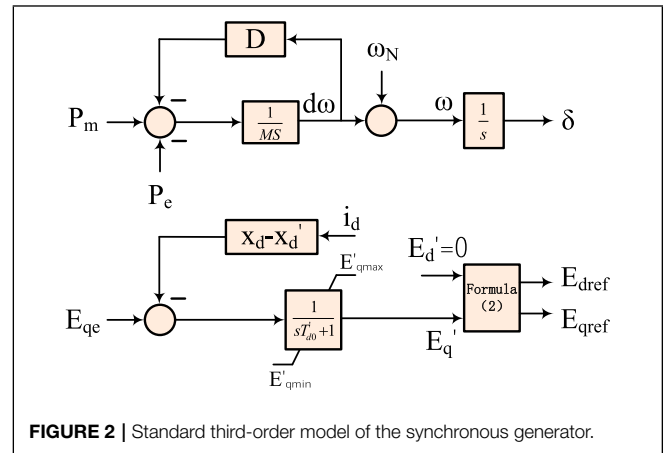 D
ω_N
P_m
1/MS
dω
ω
1/s
δ
P_e
x_d-x_d'
i_d
E'_qmax
E_d'=0
E_qe
1/(sT'_d0+1)
Formula
(2)
E_dref
E_qref
E_q'
E'_qmin
FIGURE 2 | Standard third-order model of the synchronous generator.